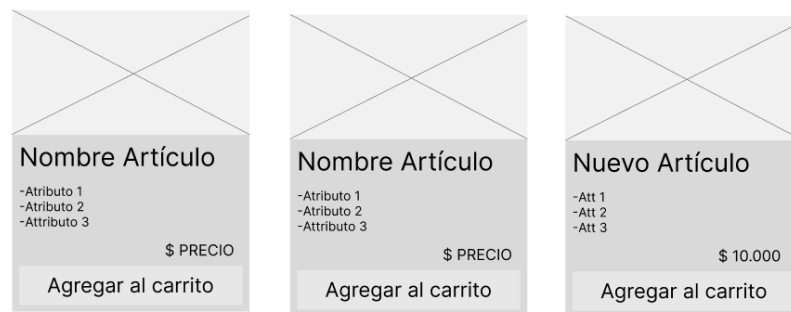 Nombre Artículo
-Atributo 1
-Atributo 2
-Attributo 3
$ PRECIO
Agregar al carrito
Nombre Artículo
-Atributo 1
-Atributo 2
-Attributo 3
$ PRECIO
Agregar al carrito
Nuevo Artículo
-Att 1
-Att 2
-Att 3
$ 10.000
Agregar al carrito